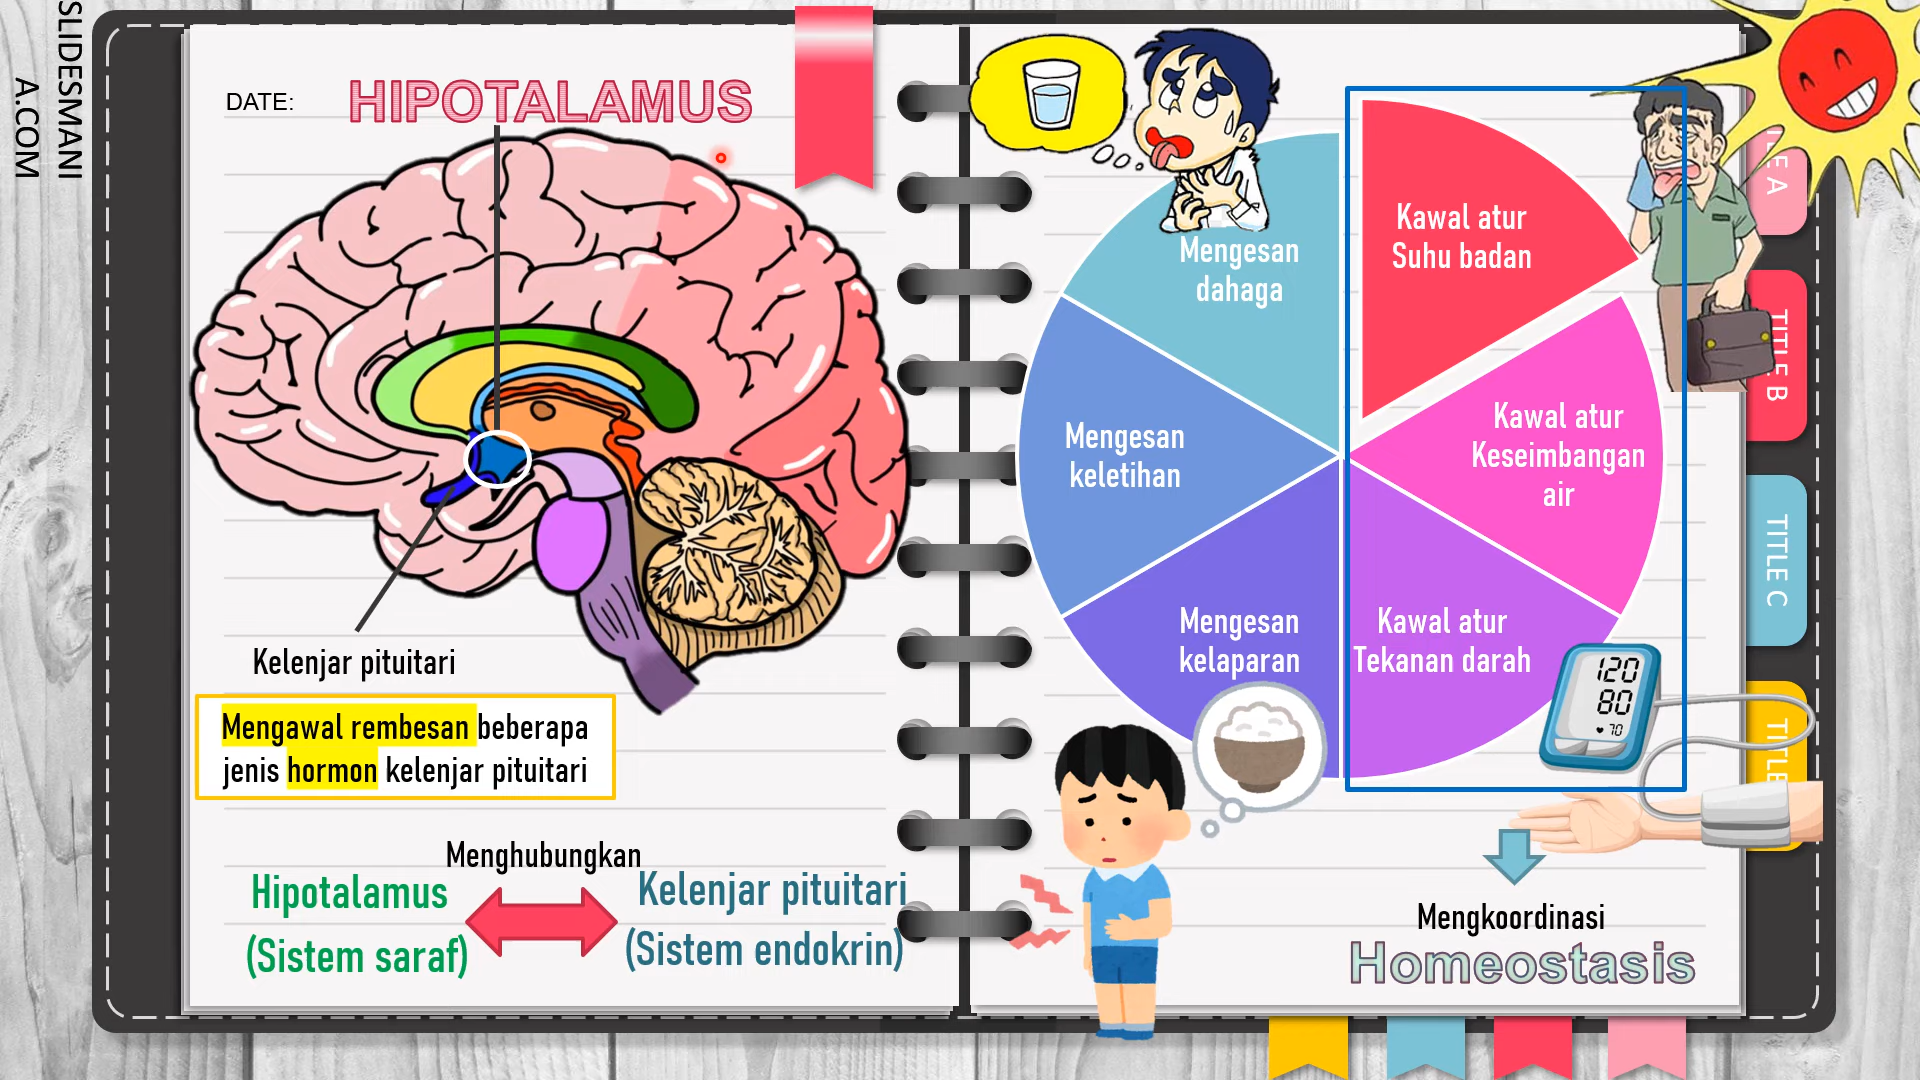 SLIDESMANI
A.COM
DATE:
HIPOTALAMUS
Kelenjar pituitari
Mengawal rembesan beberapa
jenis hormon kelenjar pituitari
Menghubungkan
Hipotalamus
(Sistem saraf)
Kelenjar pituitari
(Sistem endokrin)
Mengesan
dahaga
Kawal atur
Suhu badan
Mengesan
keletihan
Kawal atur
Keseimbangan
air
Mengesan
kelaparan
Kawal atur
Tekanan darah
120
80
70
Mengkoordinasi
Homeostasis
LE A
TITLE B
TITLE C
TITLE